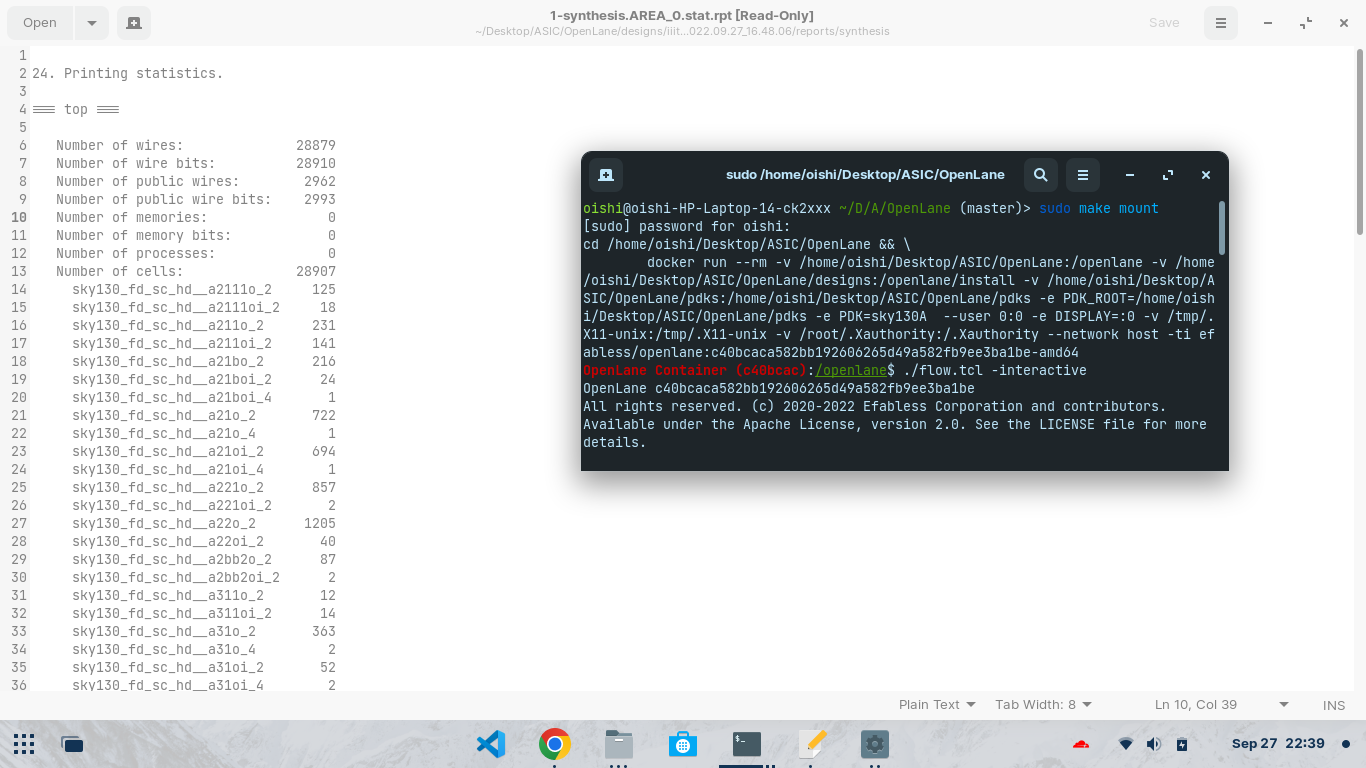 Open
1-synthesis.AREA_0.stat.rpt [Read-Only]
~/Desktop/ASIC/OpenLane/designs/iiit...022.09.27_16.48.06/reports/synthesis
Save
1
2 24. Printing statistics.
3
4 === top ===
5
6 Number of wires: 28879
7 Number of wire bits: 28910
8 Number of public wires: 2962
9 Number of public wire bits: 2993
10 Number of memories: 0
11 Number of memory bits: 0
12 Number of processes: 0
13 Number of cells: 28907
14 sky130_fd_sc_hd__a2111o_2 125
15 sky130_fd_sc_hd__a2111oi_2 18
16 sky130_fd_sc_hd__a211o_2 231
17 sky130_fd_sc_hd__a211oi_2 141
18 sky130_fd_sc_hd__a21bo_2 216
19 sky130_fd_sc_hd__a21boi_2 24
20 sky130_fd_sc_hd__a21boi_4 1
21 sky130_fd_sc_hd__a21o_2 722
22 sky130_fd_sc_hd__a21o_4 1
23 sky130_fd_sc_hd__a21oi_2 694
24 sky130_fd_sc_hd__a21oi_4 1
25 sky130_fd_sc_hd__a221o_2 857
26 sky130_fd_sc_hd__a221oi_2 2
27 sky130_fd_sc_hd__a22o_2 1205
28 sky130_fd_sc_hd__a22oi_2 40
29 sky130_fd_sc_hd__a2bb2o_2 87
30 sky130_fd_sc_hd__a2bb2oi_2 2
31 sky130_fd_sc_hd__a311o_2 12
32 sky130_fd_sc_hd__a311oi_2 14
33 sky130_fd_sc_hd__a31o_2 363
34 sky130_fd_sc_hd__a31o_4 2
35 sky130_fd_sc_hd__a31oi_2 52
36 sky130_fd_sc_hd__a31oi_4 2
sudo /home/oishi/Desktop/ASIC/OpenLane
oishi@oishi-HP-Laptop-14-ck2xxx ~/D/A/OpenLane (master)> sudo make mount
[sudo] password for oishi:
cd /home/oishi/Desktop/ASIC/OpenLane && \
docker run --rm -v /home/oishi/Desktop/ASIC/OpenLane:/openlane -v /home
/oishi/Desktop/ASIC/OpenLane/designs:/openlane/install -v /home/oishi/Desktop/A
SIC/OpenLane/pdks:/home/oishi/Desktop/ASIC/OpenLane/pdks -e PDK_ROOT=/home/oish
i/Desktop/ASIC/OpenLane/pdks -e PDK=sky130A  --user 0:0 -e DISPLAY=:0 -v /tmp/.
X11-unix:/tmp/.X11-unix -v /root/.Xauthority:/.Xauthority --network host -ti ef
abless/openlane:c40bcaca582bb192606265d49a582fb9ee3ba1be-amd64
OpenLane Container (c40bcac):/openlane$ ./flow.tcl -interactive
OpenLane c40bcaca582bb192606265d49a582fb9ee3ba1be
All rights reserved. (c) 2020-2022 Efabless Corporation and contributors.
Available under the Apache License, version 2.0. See the LICENSE file for more
details.
Plain Text
Tab Width: 8
Ln 10, Col 39
INS
Sep 27 22:39